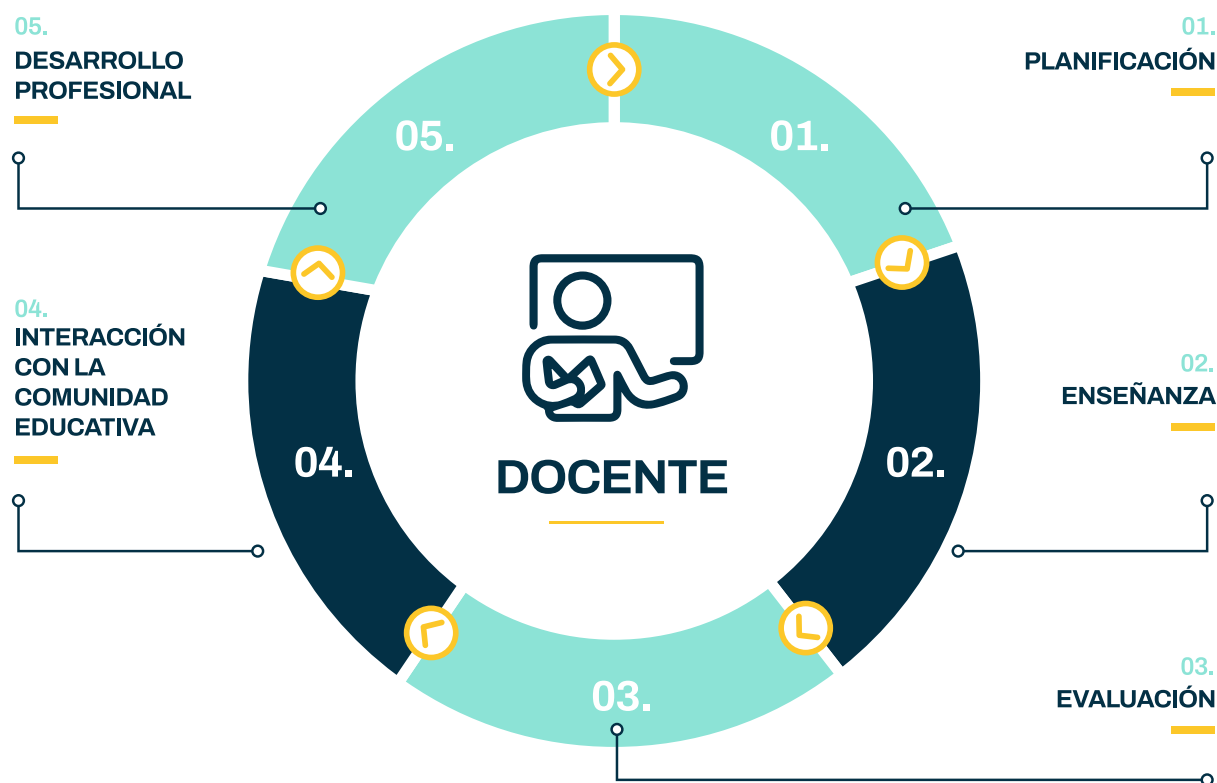 05.
DESARROLLO
PROFESIONAL
01.
PLANIFICACIÓN
05.
01.
04.
INTERACCIÓN
CON LA
COMUNIDAD
EDUCATIVA
02.
ENSEÑANZA
04.
02.
DOCENTE
03.
03.
EVALUACIÓN